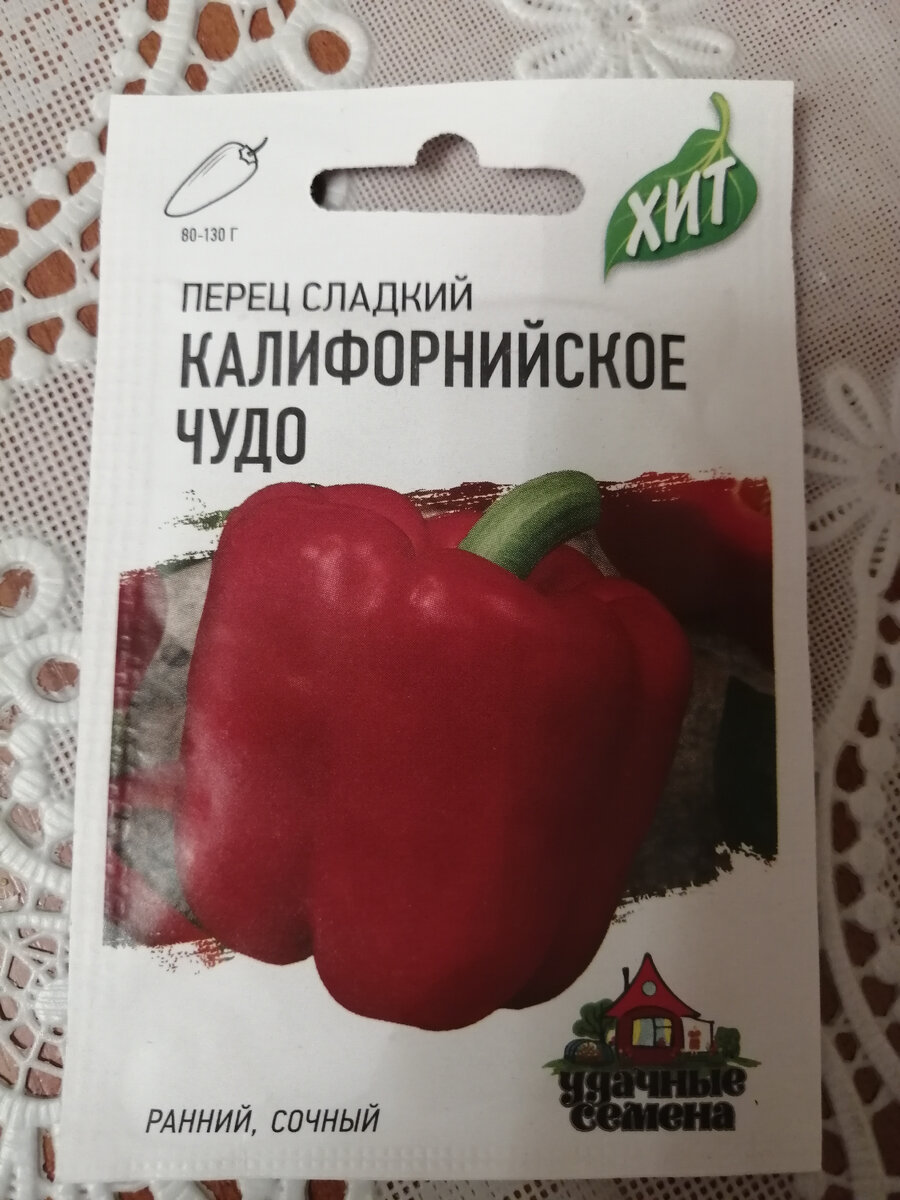 ХИТ
80-130 Г
ПЕРЕЦ СЛАДКИЙ
КАЛИФОРНИЙСКОЕ
ЧУДО
удачные
семена
РАННИЙ, СОЧНЫЙ